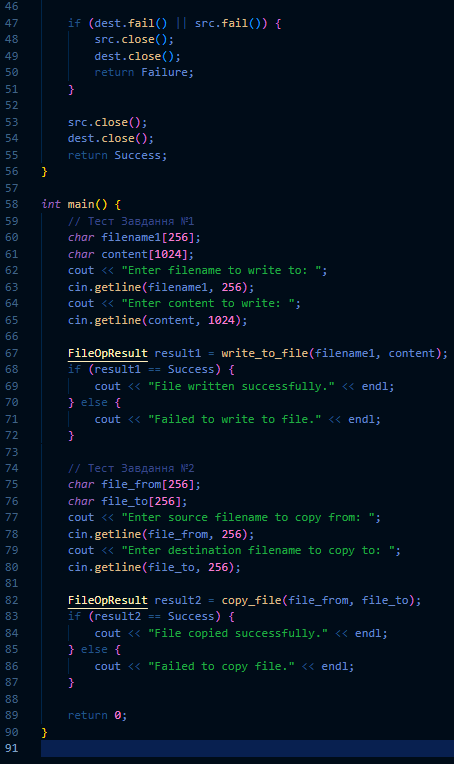 46
47 if (dest.fail() || src.fail()) {
48 src.close();
49 dest.close();
50 return Failure;
51 }
52
53 src.close();
54 dest.close();
55 return Success;
56 }
57
58 int main() {
59 // Тест Завдання №1
60 char filename1[256];
61 char content[1024];
62 cout << "Enter filename to write to: ";
63 cin.getline(filename1, 256);
64 cout << "Enter content to write: ";
65 cin.getline(content, 1024);
66
67 FileOpResult result1 = write_to_file(filename1, content);
68 if (result1 == Success) {
69 cout << "File written successfully." << endl;
70 } else {
71 cout << "Failed to write to file." << endl;
72 }
73
74 // Тест Завдання №2
75 char file_from[256];
76 char file_to[256];
77 cout << "Enter source filename to copy from: ";
78 cin.getline(file_from, 256);
79 cout << "Enter destination filename to copy to: ";
80 cin.getline(file_to, 256);
81
82 FileOpResult result2 = copy_file(file_from, file_to);
83 if (result2 == Success) {
84 cout << "File copied successfully." << endl;
85 } else {
86 cout << "Failed to copy file." << endl;
87 }
88
89 return 0;
90 }
91